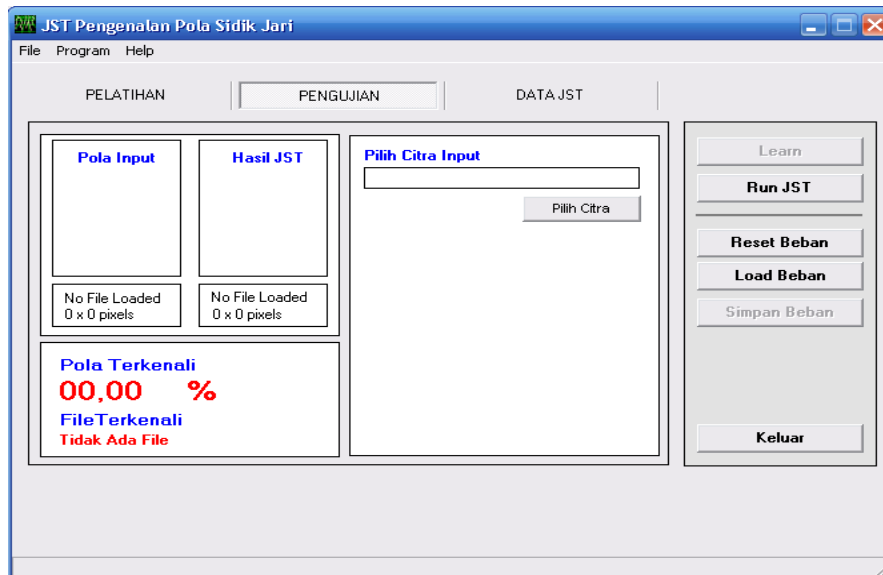 JST Pengenalan Pola Sidik Jari
File Program Help
PELATIHAN PENGUJIAN DATA JST
Pola Input
Hasil JST
No File Loaded
0 x 0 pixels
No File Loaded
0 x 0 pixels
Pola Terkenali
00,00 %
FileTerkenali
Tidak Ada File
Pilih Citra Input
Pilih Citra
Learn
Run JST
Reset Beban
Load Beban
Simpan Beban
Keluar